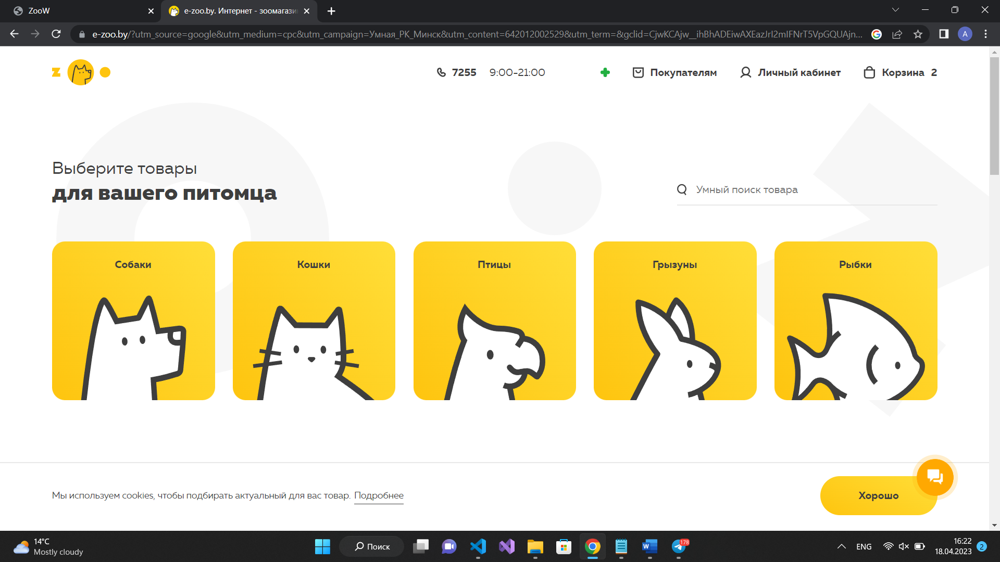 ZooW
e-zoo.by. Интернет - зоомагази
e-zoo.by/?utm_source=google&utm_medium=cpc&utm_campaign=Умная_РК_Минск&utm_content=642012002529&utm_term=&gclid=CjwKCAjw__ihBhADEiwAXEazJrI2mIFNrT5VpGQUAjn...
A
z
7255 9:00-21:00
Покупателям
Личный кабинет
Корзина 2
Выберите товары
для вашего питомца
Умный поиск товара
Собаки
Кошки
Птицы
Грызуны
Рыбки
Мы используем cookies, чтобы подбирать актуальный для вас товар. Подробнее
Хорошо
14°C
Mostly cloudy
Поиск
W
178
ENG
16:22
18.04.2023
2